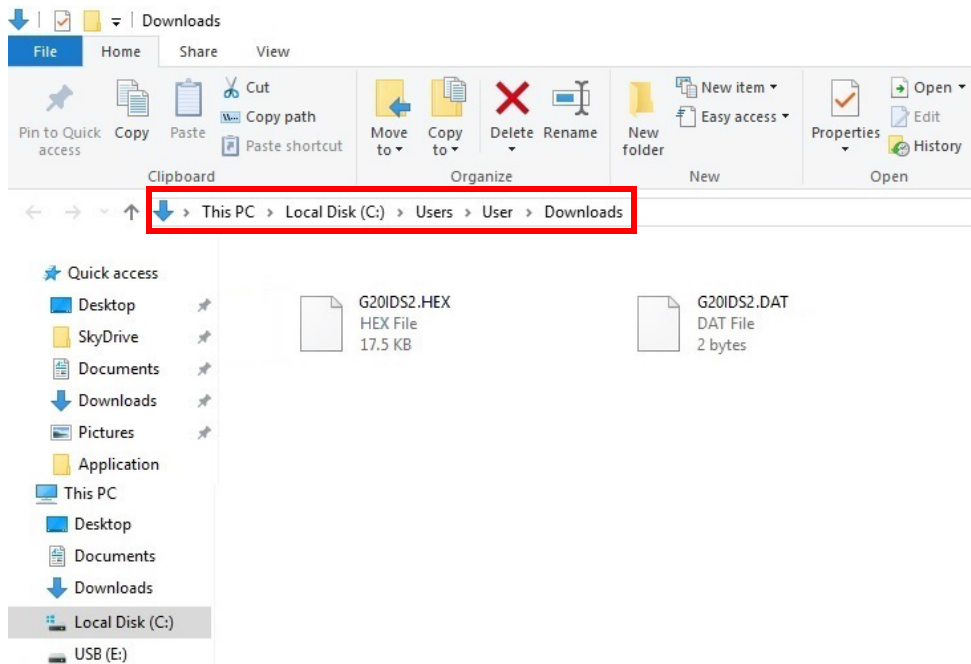 Downloads
File Home Share View
Pin to Quick access
Copy
Paste
Cut
Copy path
Paste shortcut
Clipboard
Move to
Copy to
Delete
Rename
Organize
New folder
New item
Easy access
New
Properties
Open
Edit
History
Open
This PC > Local Disk (C:) > Users > User > Downloads
Quick access
Desktop
SkyDrive
Documents
Downloads
Pictures
Application
This PC
Desktop
Documents
Downloads
Local Disk (C:)
USB (E:)
G20IDS2.HEX
HEX File
17.5 KB
G20IDS2.DAT
DAT File
2 bytes